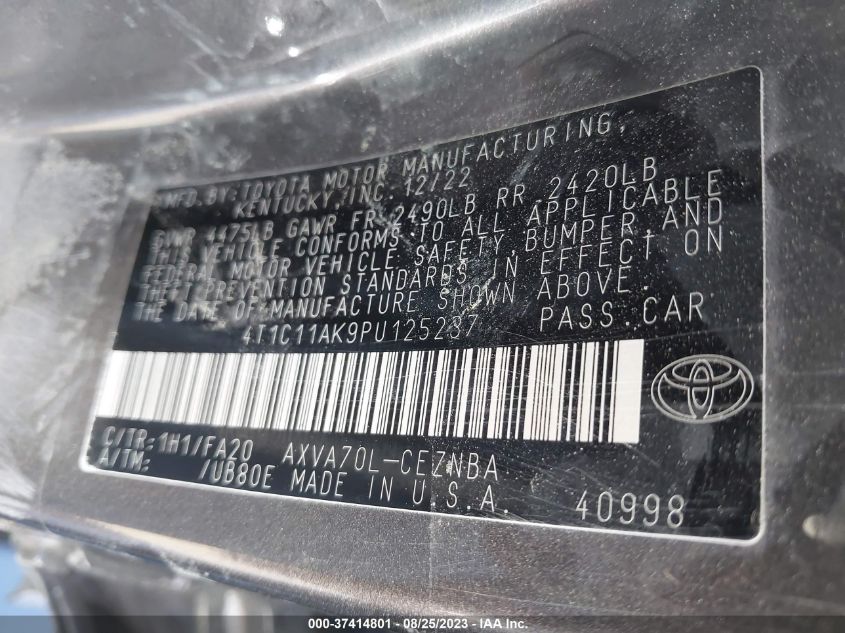 MFD.BY:TOYOTA MOTOR MANUFACTURING,
KENTUCKY,INC 12/22
GVWR 4475LB GAWR FR 2490LB RR 2420LB
THIS VEHICLE CONFORMS TO ALL APPLICABLE
FEDERAL MOTOR VEHICLE SAFETY,BUMPER,AND
THEFT PREVENTION STANDARDS IN EFFECT ON
THE DATE OF MANUFACTURE SHOWN ABOVE.
4T1C11AK9PU125237 PASS.CAR
C/TR:1H1/FA20 AXVA70L-CEZNBA
A/TM: /UB80E MADE IN U.S.A. 40998
000-37414801 - 08/25/2023 - IAA Inc.